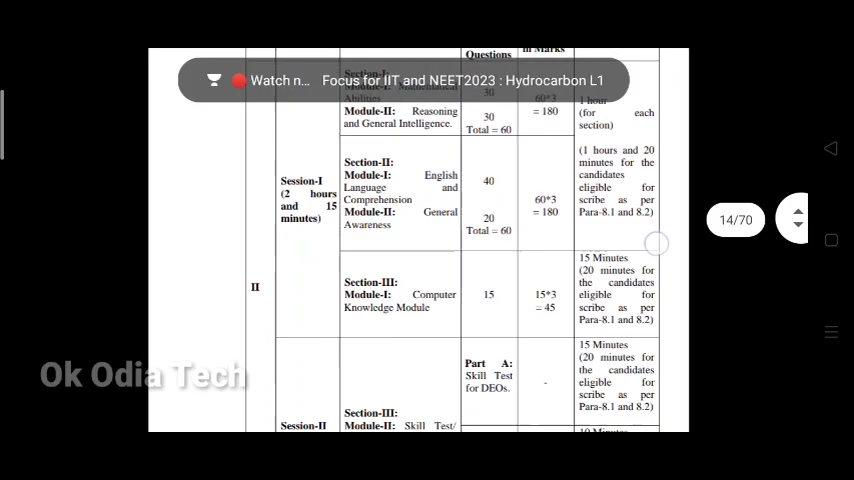 in Marks
Questions
Watch n... Focus for IIT and NEET2023 : Hydrocarbon L1
Section-I:
Module-I: Mathematical
Abilities
Module-II: Reasoning
and General Intelligence.
30
30
Total = 60
60*3
= 180
1 hour
(for each
section)
(1 hours and 20
minutes for the
candidates
eligible for
scribe as per
Para-8.1 and 8.2)
Session-I
(2 hours
and 15
minutes)
Section-II:
Module-I: English
Language and
Comprehension
Module-II: General
Awareness
40
20
Total = 60
60*3
= 180
14/70
II
Section-III:
Module-I: Computer
Knowledge Module
15
15*3
= 45
15 Minutes
(20 minutes for
the candidates
eligible for
scribe as per
Para-8.1 and 8.2)
Ok Odia Tech
Session-II
Section-III:
Module-II: Skill Test/
Part A:
Skill Test
for DEOs.
-
15 Minutes
(20 minutes for
the candidates
eligible for
scribe as per
Para-8.1 and 8.2)
10 Minutes